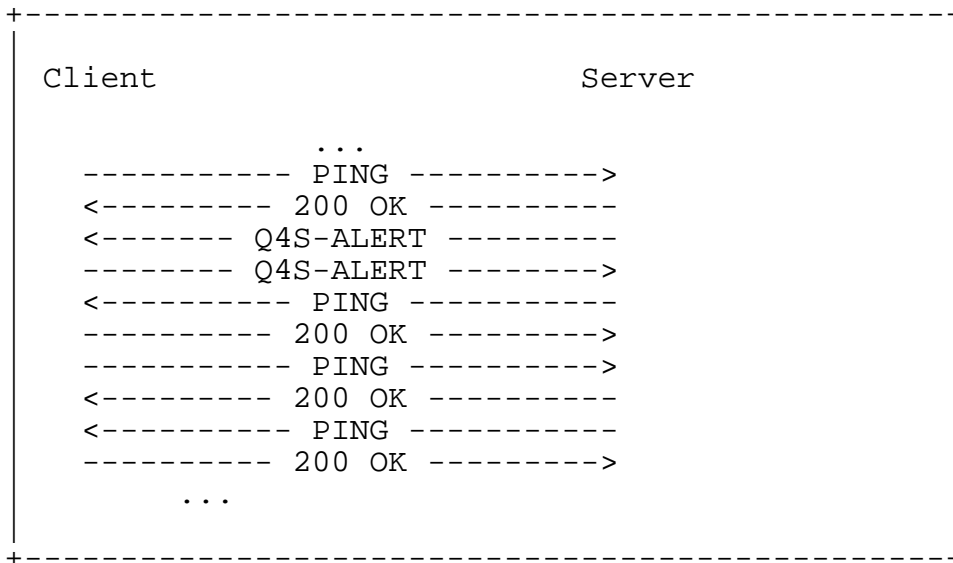 +------------------------------------------------
|
| Client                      Server
|
|                ...
|    ----------- PING ---------->
|    <--------- 200 OK ----------
|    <------- Q4S-ALERT ---------
|    -------- Q4S-ALERT -------->
|    <---------- PING -----------
|    ---------- 200 OK --------->
|    ----------- PING ---------->
|    <--------- 200 OK ----------
|    <---------- PING -----------
|    ---------- 200 OK --------->
|         ...
|
+------------------------------------------------